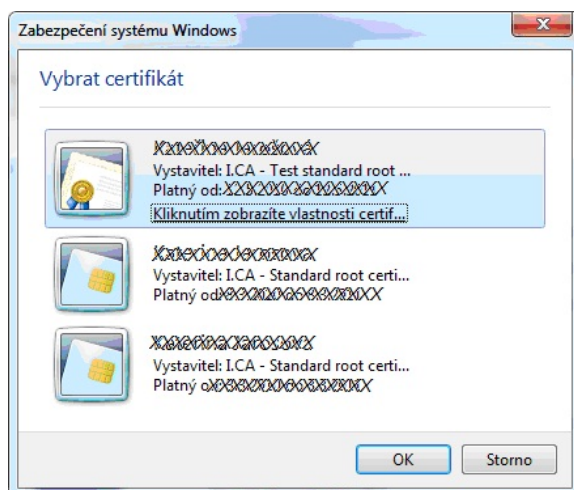 Zabezpečení systému Windows
Vybrat certifikát
Vystavitel: I.CA - Test standard root ...
Platný od:
Kliknutím zobrazíte vlastnosti certif...
Vystavitel: I.CA - Standard root certi...
Platný od
Vystavitel: I.CA - Standard root certi...
Platný
OK
Storno